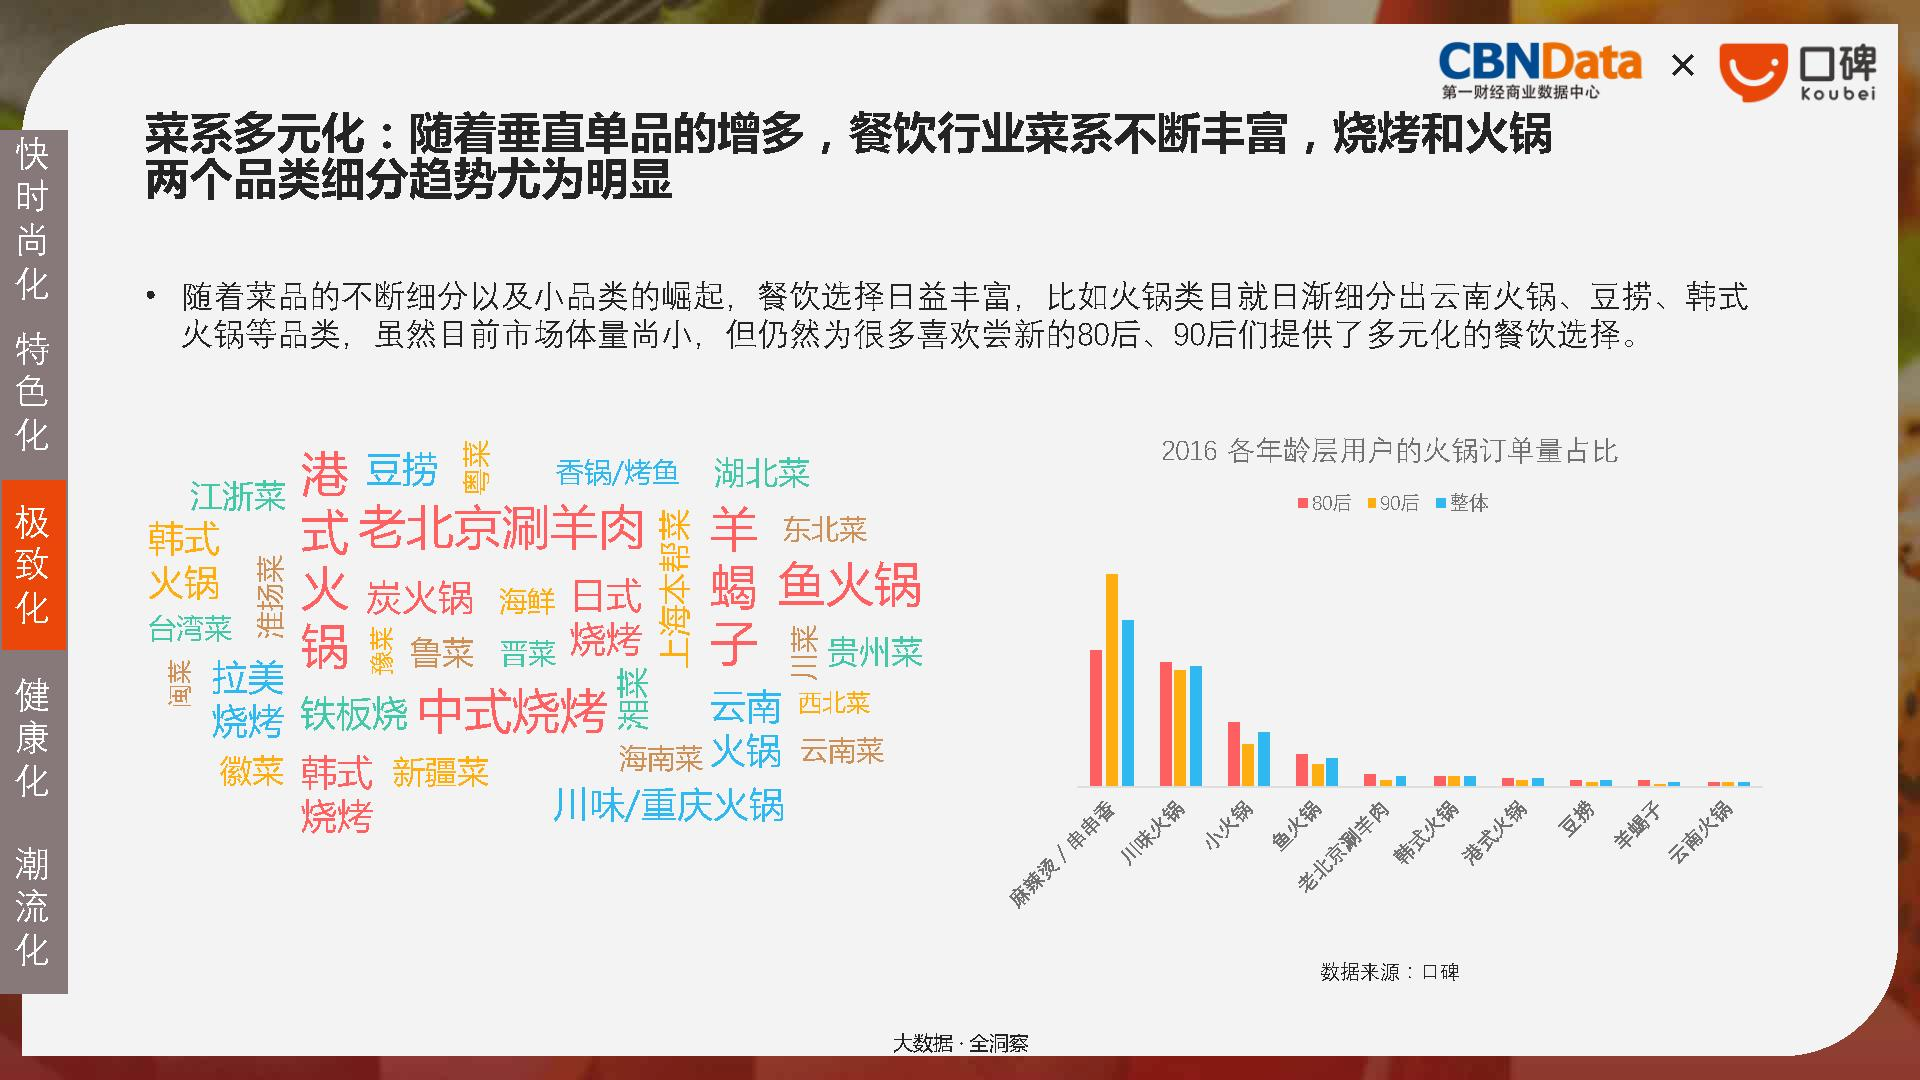 CBNData
第一财经商业数据中心
×
口碑
Koubei
菜系多元化：随着垂直单品的增多，餐饮行业菜系不断丰富，烧烤和火锅
两个品类细分趋势尤为明显
快时尚化
特色化
极致化
健康化
潮流化
• 随着菜品的不断细分以及小品类的崛起，餐饮选择日益丰富，比如火锅类目就日渐细分出云南火锅、豆捞、韩式
火锅等品类，虽然目前市场体量尚小，但仍然为很多喜欢尝新的80后、90后们提供了多元化的餐饮选择。
江浙菜
港式火锅
豆捞
粤菜
香锅/烤鱼
湖北菜
韩式
火锅
老北京涮羊肉
上海本帮菜
羊蝎子
东北菜
淮扬菜
炭火锅
海鲜
日式
烧烤
鱼火锅
台湾菜
豫菜
鲁菜
晋菜
川菜
贵州菜
闽菜
拉美
烧烤
铁板烧
中式烧烤
湘菜
云南
火锅
西北菜
海南菜
云南菜
徽菜
韩式
烧烤
新疆菜
川味/重庆火锅
2016 各年龄层用户的火锅订单量占比
80后 90后 整体
麻辣烫 / 串串香
川味火锅
小火锅
鱼火锅
老北京涮羊肉
韩式火锅
港式火锅
豆捞
羊蝎子
云南火锅
数据来源：口碑
大数据·全洞察